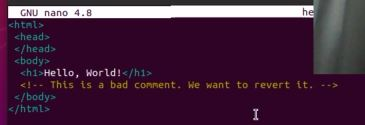 GNU nano 4.8 he
<html>
<head>
</head>
<body>
<h1>Hello, World!</h1>
<!-- This is a bad comment. We want to revert it. -->
</body>
</html>